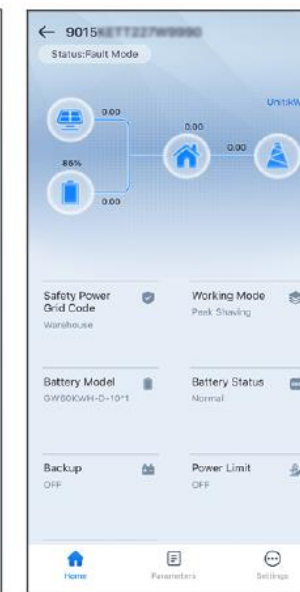 9015
Status:Fault Mode
0.00
Unit:kW
0.00
0.00
86%
0.00
Safety Power
Grid Code
Warehouse
Working Mode
Peak Shaving
Battery Model
GW60KWH-D-10*1
Battery Status
Normal
Backup
OFF
Power Limit
OFF
Home
Parameters
Settings